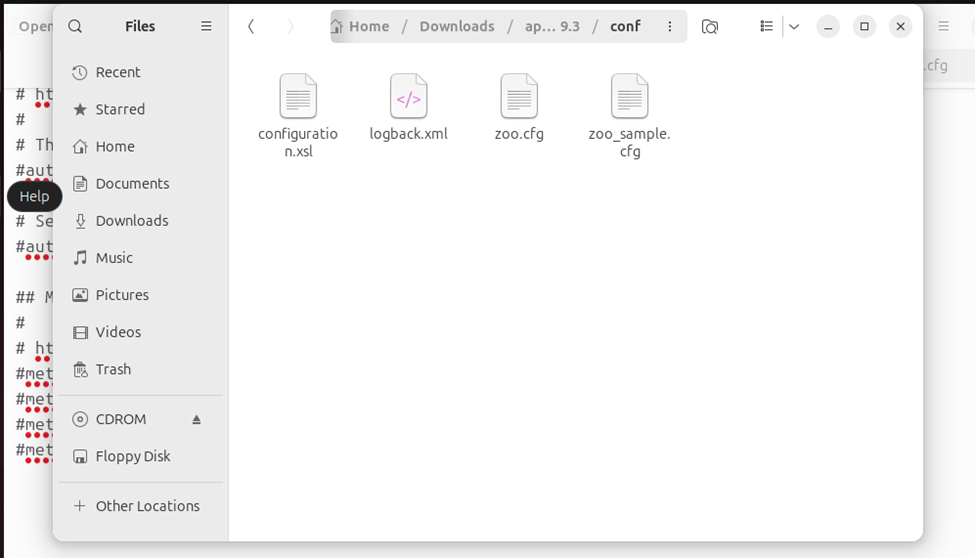 Open
Files
Home / Downloads / ap... 9.3 / conf
.cfg
Recent
Starred
Home
Documents
Downloads
Music
Pictures
Videos
Trash
CDROM
Floppy Disk
Other Locations
configuratio
n.xsl
logback.xml
zoo.cfg
zoo_sample.
cfg
# ht
#
# Th
#aut
Help
# Se
#aut
## M
#
# ht
#met
#met
#met
#met